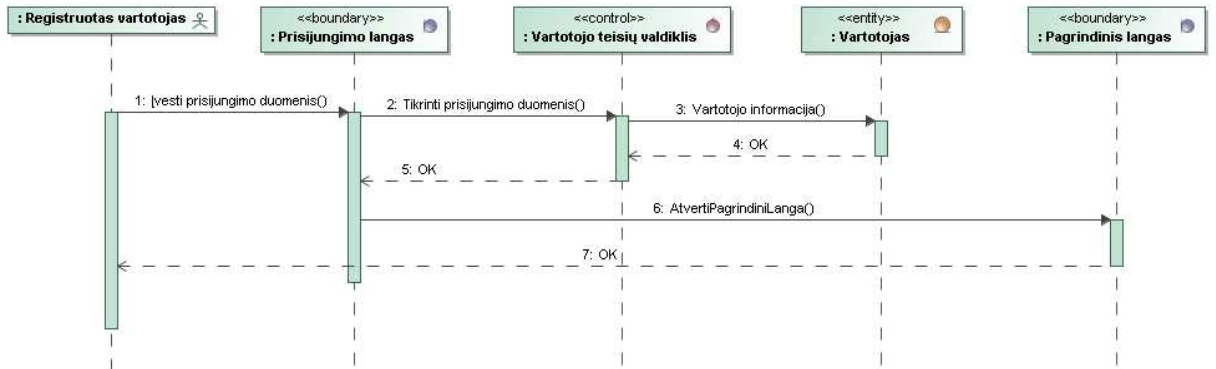 : Registruotas vartotojas
<<boundary>>
: Prisijungimo langas
<<control>>
: Vartotojo teisių valdiklis
<<entity>>
: Vartotojas
<<boundary>>
: Pagrindinis langas
1: Įvesti prisijungimo duomenis()
2: Tikrinti prisijungimo duomenis()
3: Vartotojo informacija()
4: OK
5: OK
6: AtvertiPagrindiniLanga()
7: OK